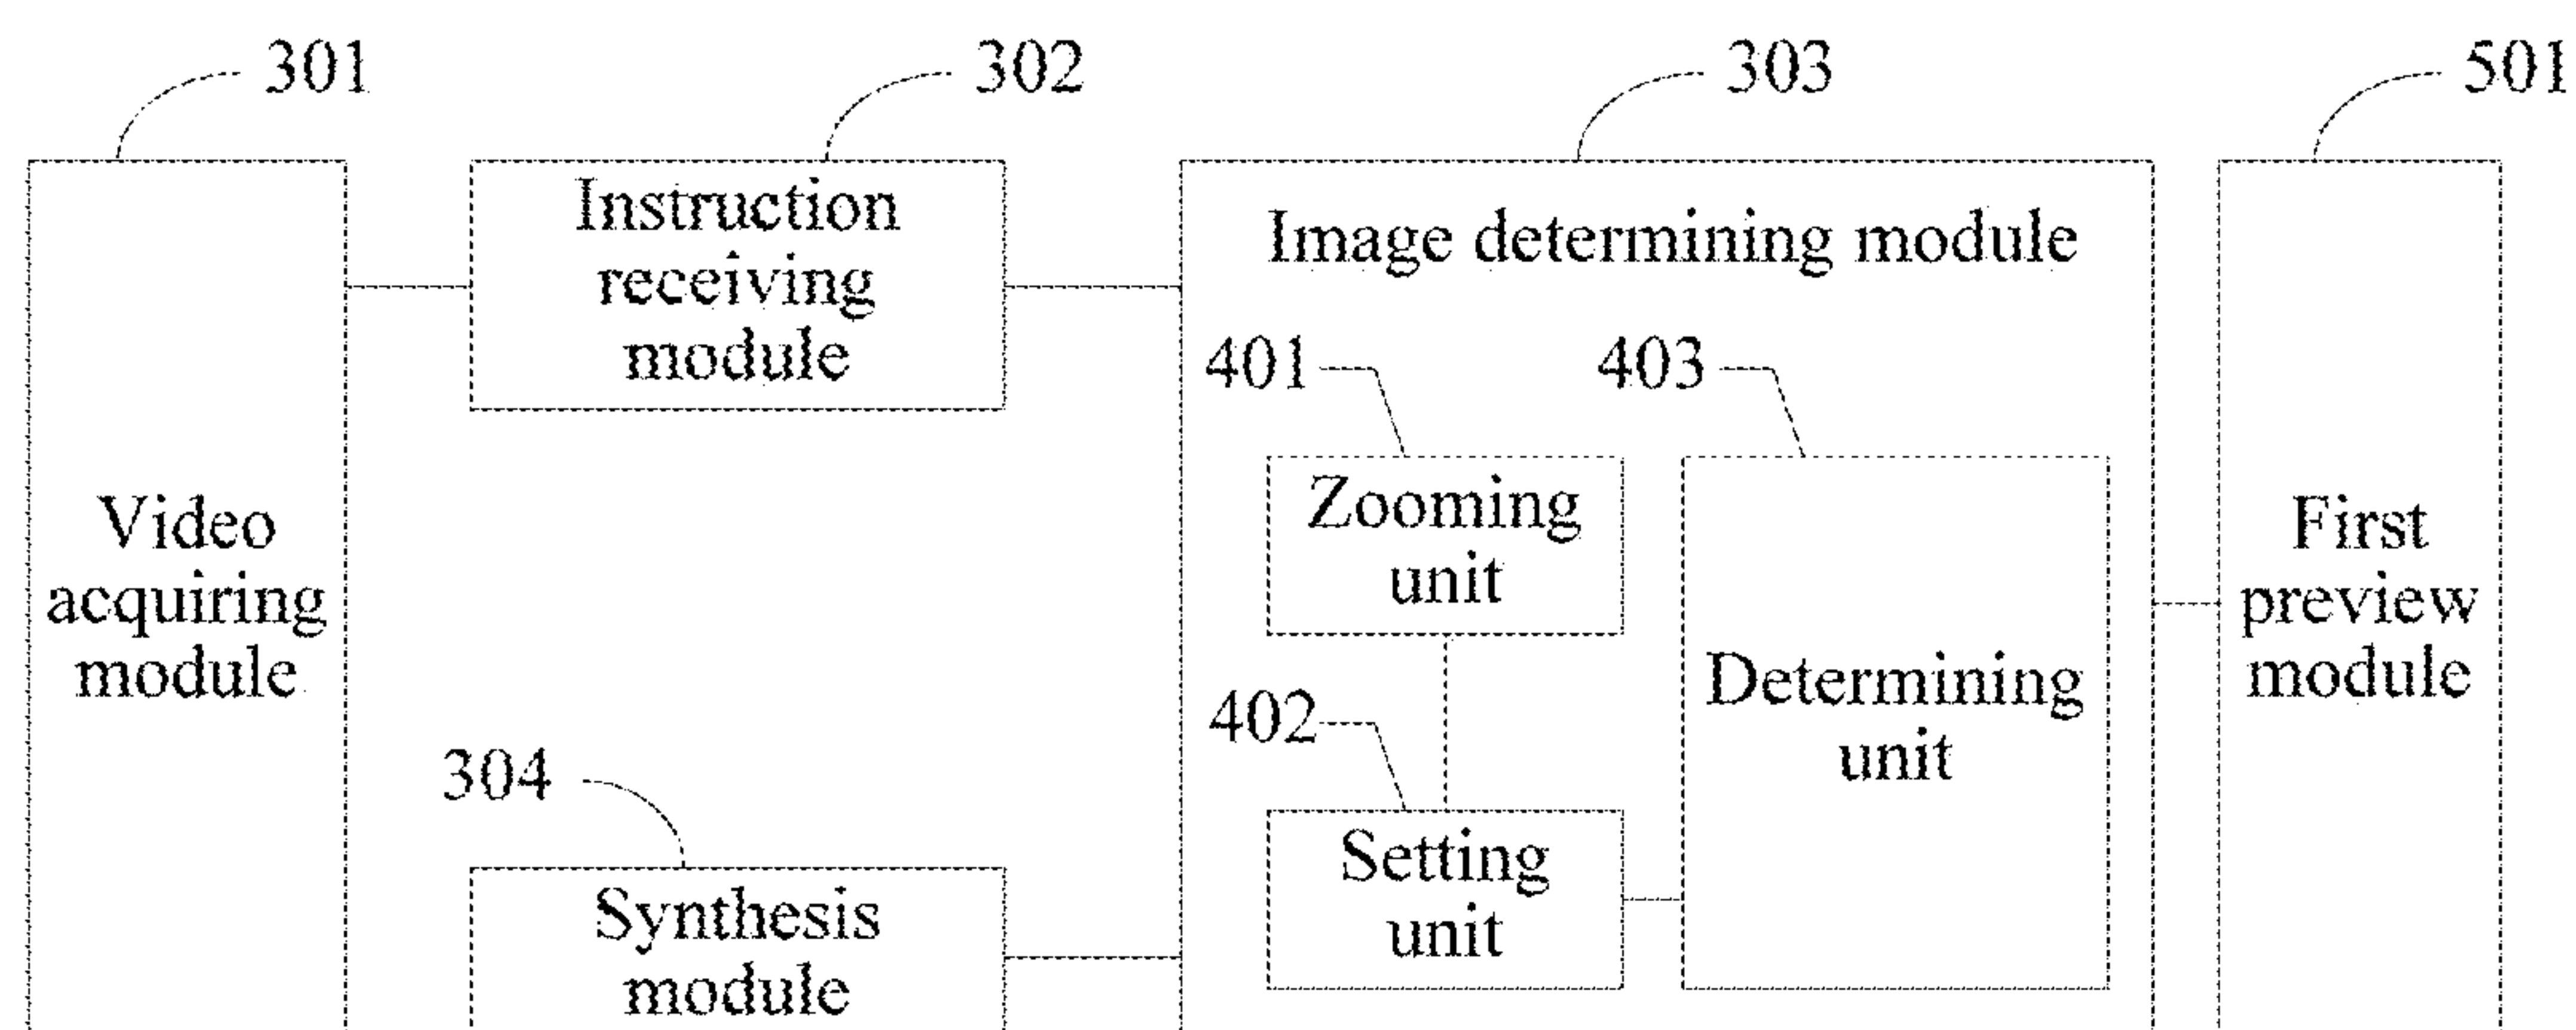 301
302
303
501
Instruction
receiving
module
Image determining module
401
403
Video
acquiring
module
Zooming
unit
First
preview
module
402
Determining
unit
304
Setting
unit
Synthesis
module